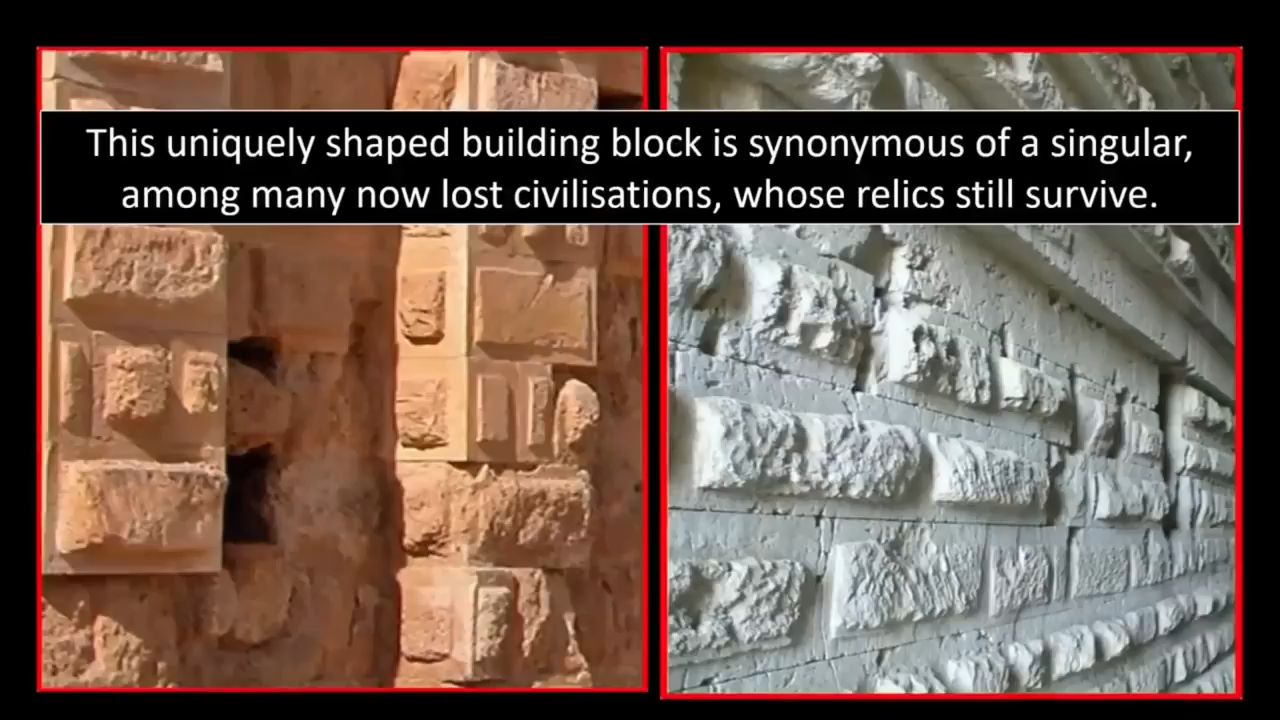 This uniquely shaped building block is synonymous of a singular,
among many now lost civilisations, whose relics still survive.